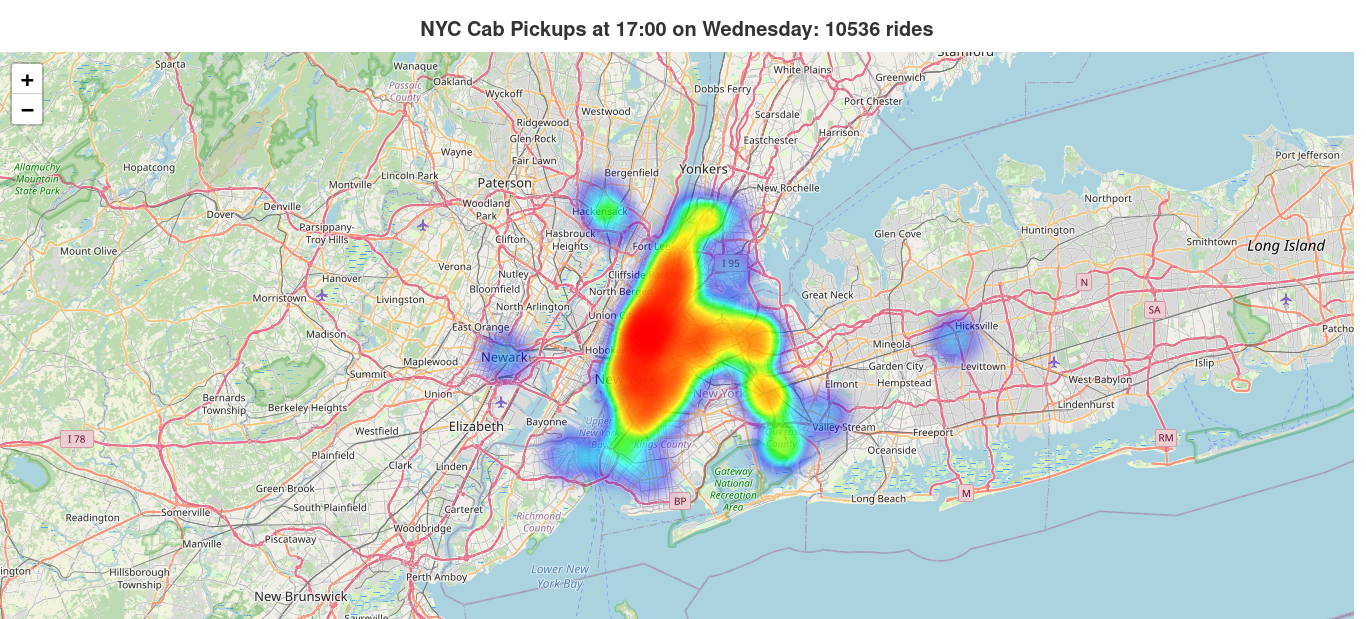 NYC Cab Pickups at 17:00 on Wednesday: 10536 rides
+
−
Stamford
Sparta
Wanaque
Oakland
White Plains
Greenwich
Passaic
County
Wyckoff
Dobbs Ferry
Port Chester
Westwood
Scarsdale
Ridgewood
Harrison
Glen Rock
Eastchester
Wayne
Fair Lawn
Port Jefferson
Allamuchy
Mountain
State Park
Hopatcong
Lincoln Park
Bergenfield
Yonkers
Montville
Paterson
New Rochelle
Northport
Woodland
Park
Denville
Hackensack
Dover
Parsippany-
Troy Hills
Clifton
Hasbrouck
Heights
Fort Lee
Glen Cove
Huntington
Smithtown
Long Island
Mount Olive
Verona
Nutley
Cliffside
I 95
Hanover
Bloomfield
North Bergen
N
Morristown
Livingston
North Arlington
Great Neck
SA
Union C
East Orange
Hicksville
Patcho
Madison
Mineola
Maplewood
Newark
Hobok
Islip
Summit
Garden City
Levittown
Bernards
Township
Union
New York
Elmont
Hempstead
West Babylon
Berkeley Heights
Lindenhurst
Elizabeth
Bayonne
Upper
New York
Bay
Kings County
County
Valley Stream
Freeport
I 78
Westfield
RM
Plainfield
Clark
Linden
Oceanside
Gateway
National
Recreation
Area
Green Brook
M
South Plainfield
Carteret
BP
Long Beach
Readington
Somerville
Richmond
County
Woodbridge
Manville
Piscataway
ington
Hillsborough
Township
Perth Amboy
Lower New
York Bay
New Brunswick
Sayreville